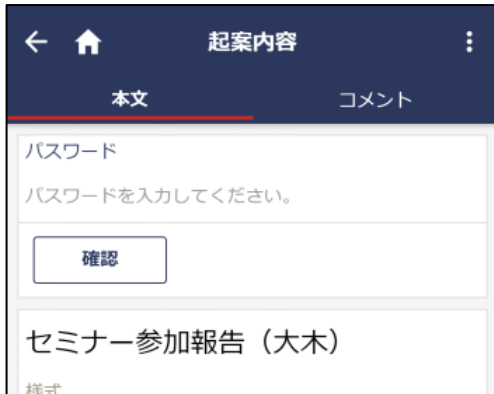 起案内容
本文
コメント
パスワード
パスワードを入力してください。
確認
セミナー参加報告（大木）
様式